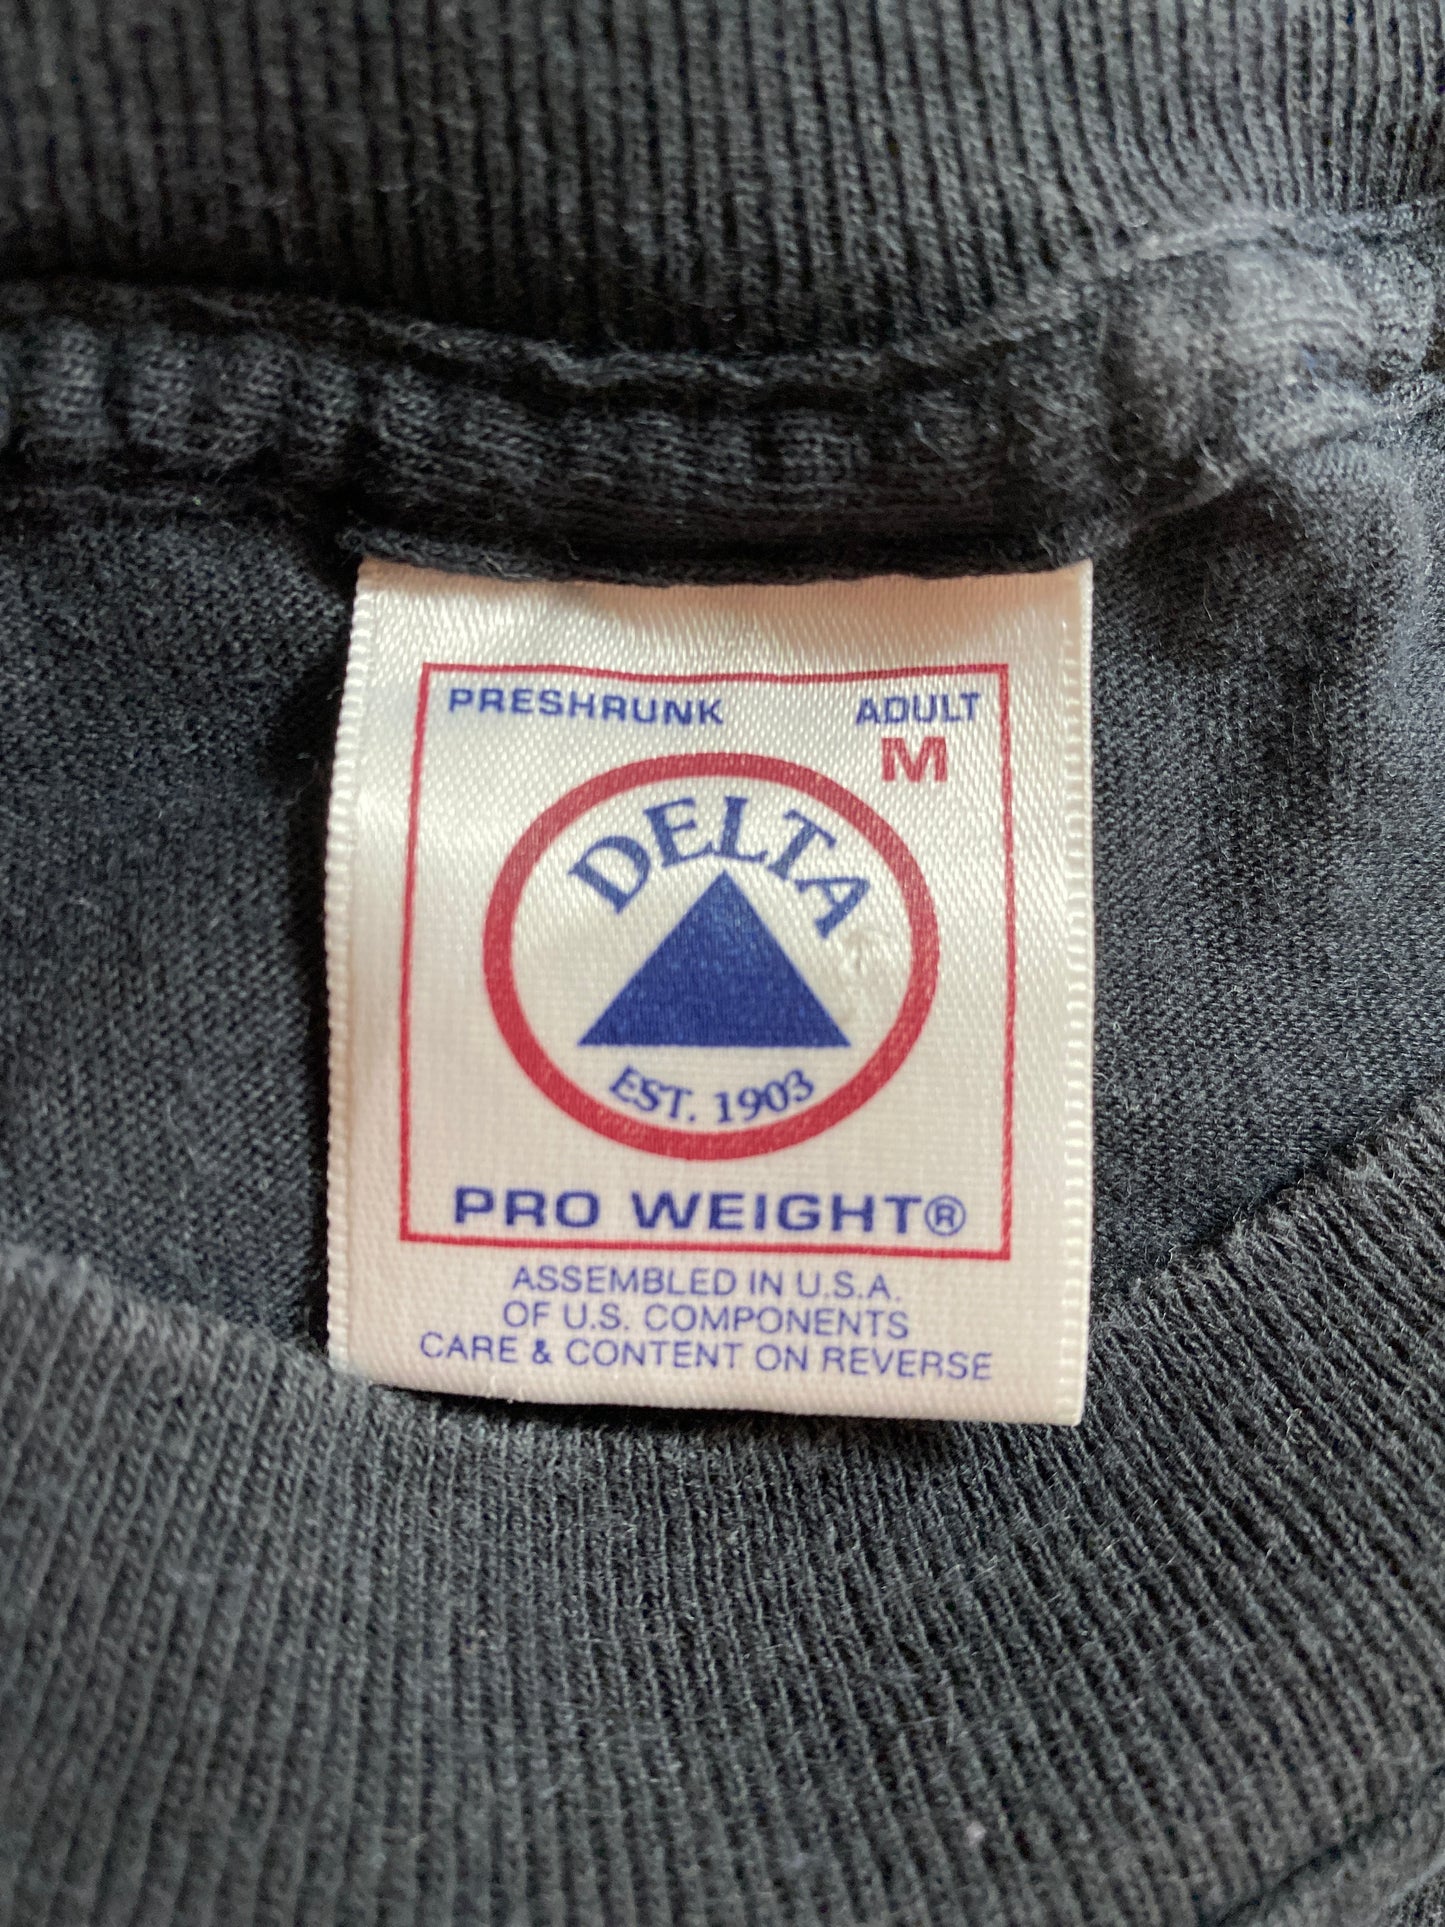 PRESHRUNK ADULT
M
DELTA
EST. 1903
PRO WEIGHT®
ASSEMBLED IN U.S.A.
OF U.S. COMPONENTS
CARE & CONTENT ON REVERSE